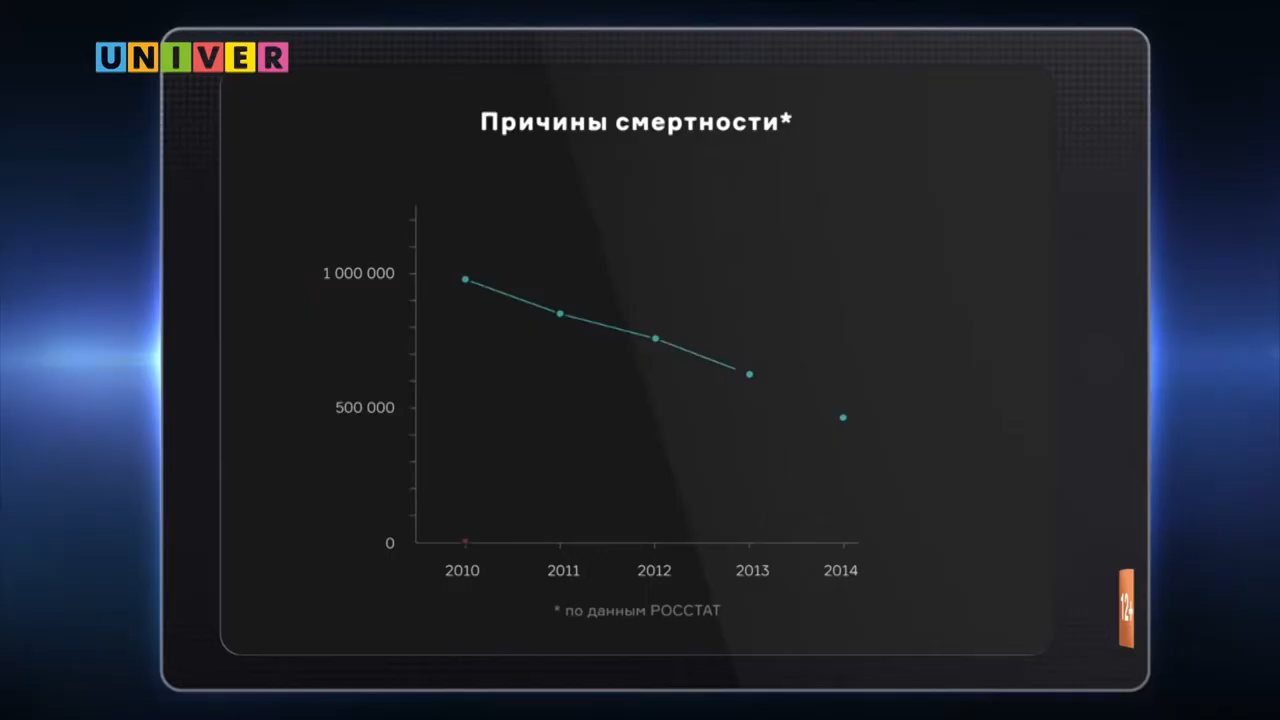 UNIVER
Причины смертности*
1 000 000
500 000
0
2010 2011 2012 2013 2014
* по данным РОССТАТ
12+